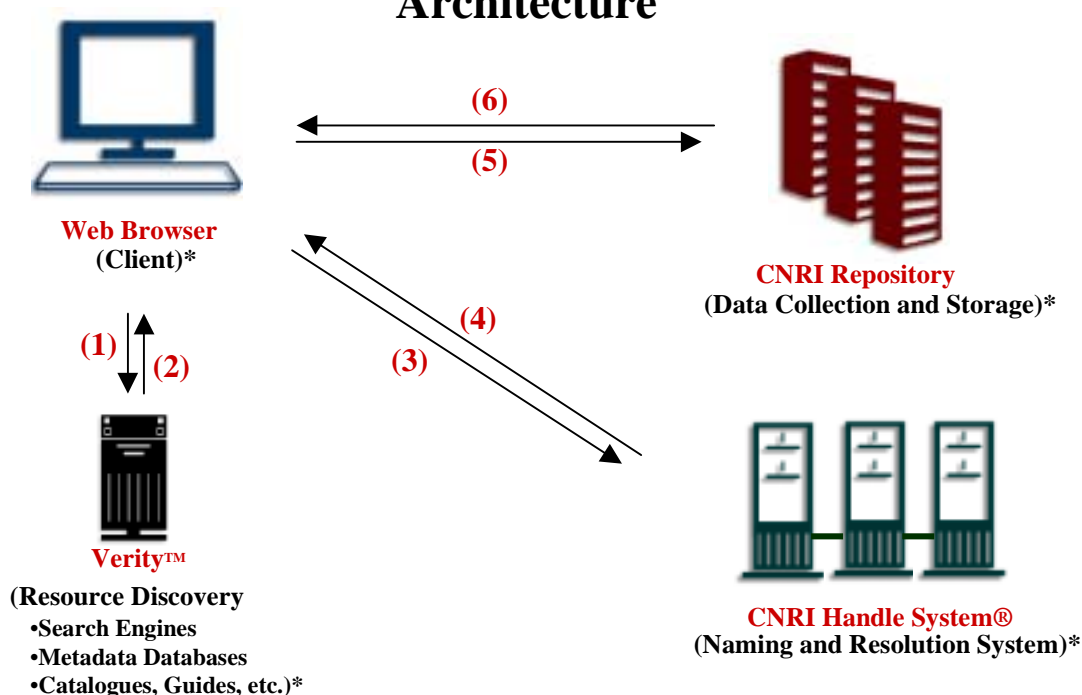 Architecture
(6)
(5)
Web Browser
(Client)*
CNRI Repository
(Data Collection and Storage)*
(4)
(3)
(1)
(2)
Verity™
(Resource Discovery
•Search Engines
•Metadata Databases
•Catalogues, Guides, etc.)*
CNRI Handle System®
(Naming and Resolution System)*